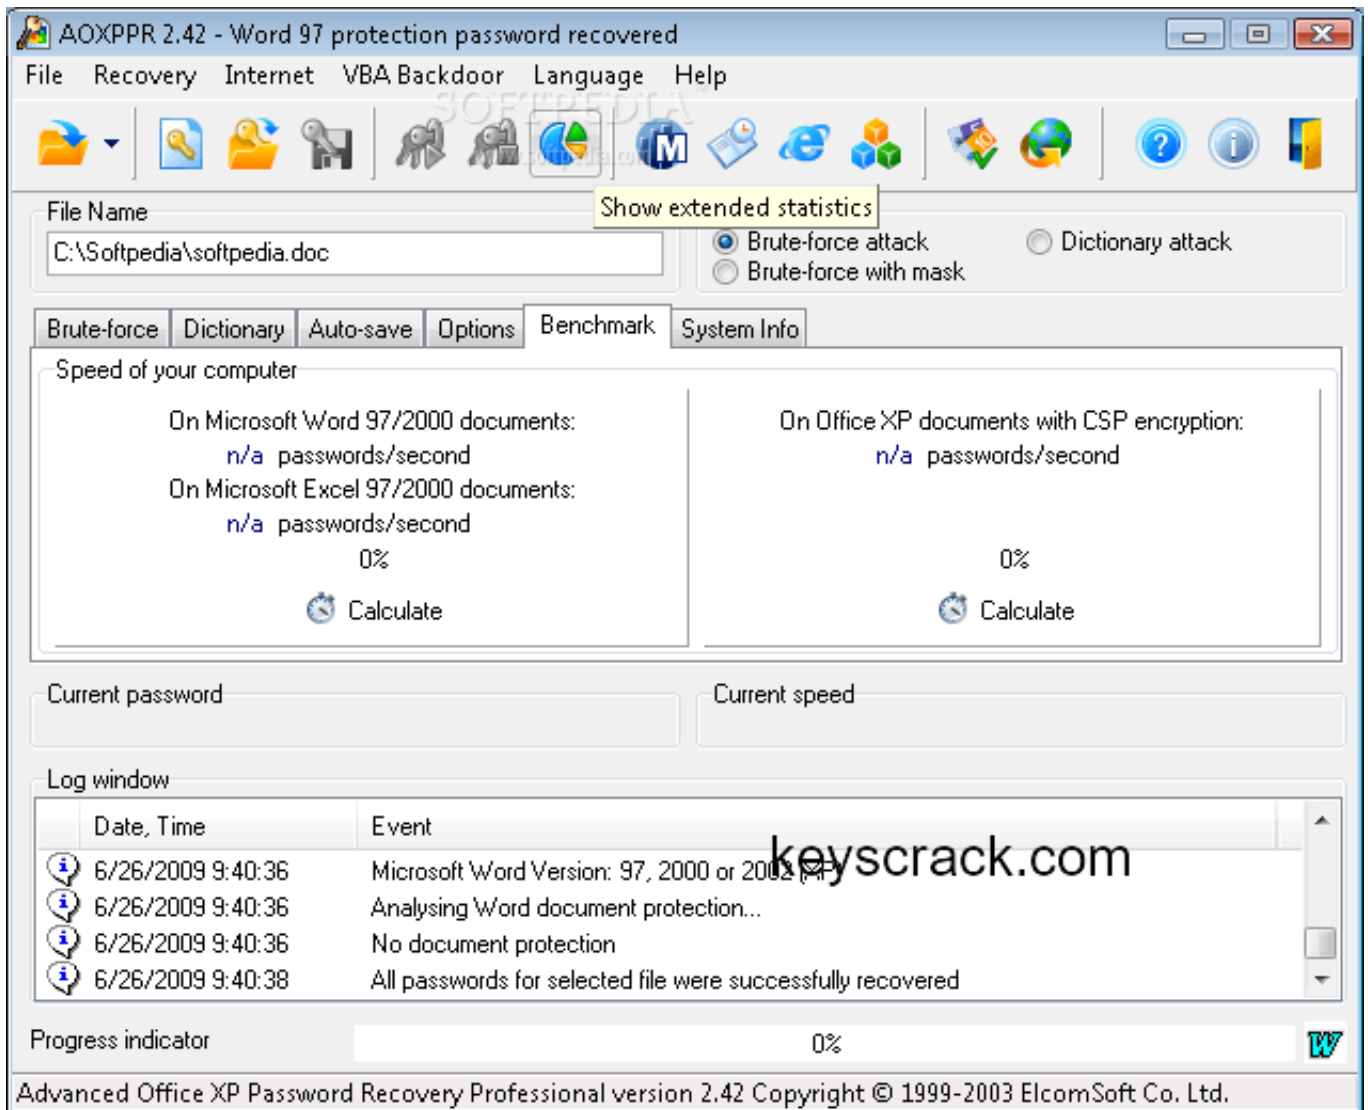 AOXPPR 2.42 - Word 97 protection password recovered
File Recovery Internet VBA Backdoor Language Help
SOFTPEDIA
www.softpedia.com
Show extended statistics
File Name
C:\Softpedia\softpedia.doc
Brute-force attack Dictionary attack
Brute-force with mask
Brute-force Dictionary Auto-save Options Benchmark System Info
Speed of your computer
On Microsoft Word 97/2000 documents: On Office XP documents with CSP encryption:
n/a passwords/second n/a passwords/second
On Microsoft Excel 97/2000 documents:
n/a passwords/second
0% 0%
Calculate Calculate
Current password Current speed
Log window
Date, Time Event
6/26/2009 9:40:36 Microsoft Word Version: 97, 2000 or 2002 (XP)
keyscrack.com
6/26/2009 9:40:36 Analysing Word document protection...
6/26/2009 9:40:36 No document protection
6/26/2009 9:40:38 All passwords for selected file were successfully recovered
Progress indicator 0%
Advanced Office XP Password Recovery Professional version 2.42 Copyright © 1999-2003 ElcomSoft Co. Ltd.